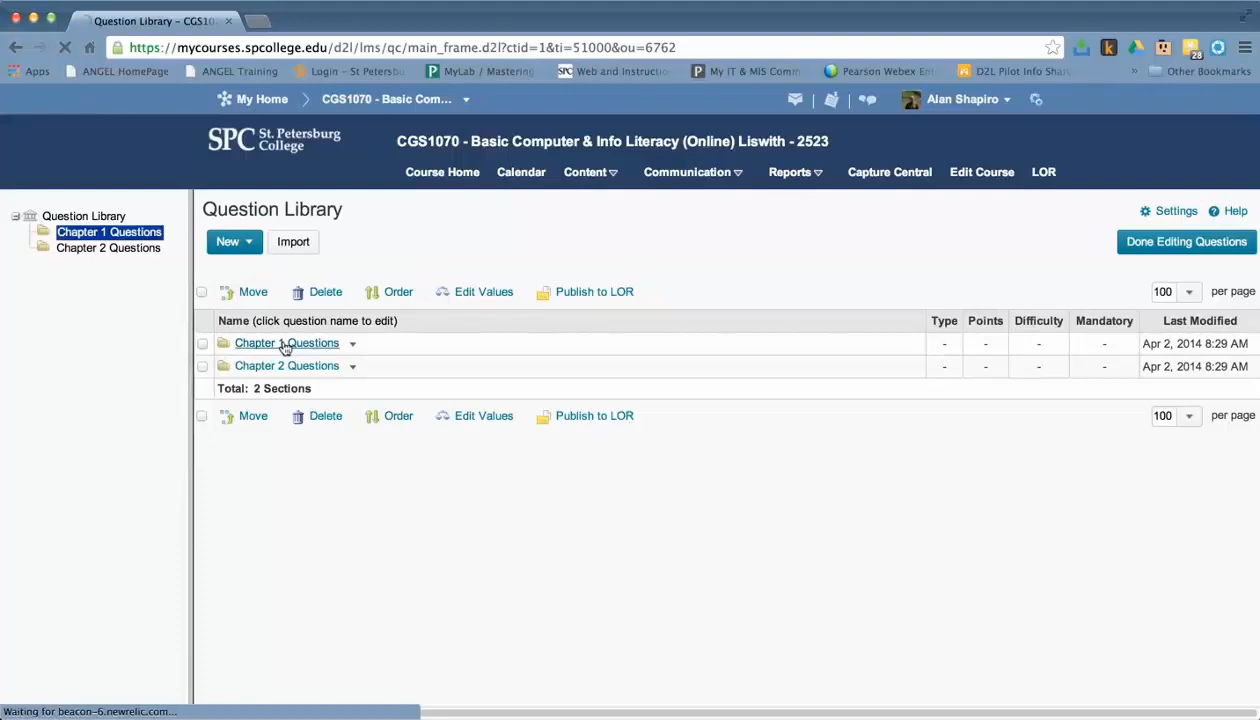 Question Library - CGS10
https://mycourses.spcollege.edu/d2l/lms/qc/main_frame.d2l?ctid=1&ti=51000&ou=6762
Apps ANGEL HomePage ANGEL Training Login – St Petersbu MyLab / Mastering SPC Web and Instructio P My IT & MIS Comm Pearson Webex Ent D2L Pilot Info Shar » Other Bookmarks
28
My Home CGS1070 - Basic Com... Alan Shapiro
SPC St. Petersburg College
CGS1070 - Basic Computer & Info Literacy (Online) Liswith - 2523
Course Home Calendar Content Communication Reports Capture Central Edit Course LOR
Question Library
Chapter 1 Questions
Chapter 2 Questions
Question Library
Settings Help
New Import Done Editing Questions
Move Delete Order Edit Values Publish to LOR 100 per page
Name (click question name to edit) Type Points Difficulty Mandatory Last Modified
Chapter 1 Questions - - - - Apr 2, 2014 8:29 AM
Chapter 2 Questions - - - - Apr 2, 2014 8:29 AM
Total: 2 Sections
Move Delete Order Edit Values Publish to LOR 100 per page
Waiting for beacon-6.newrelic.com...